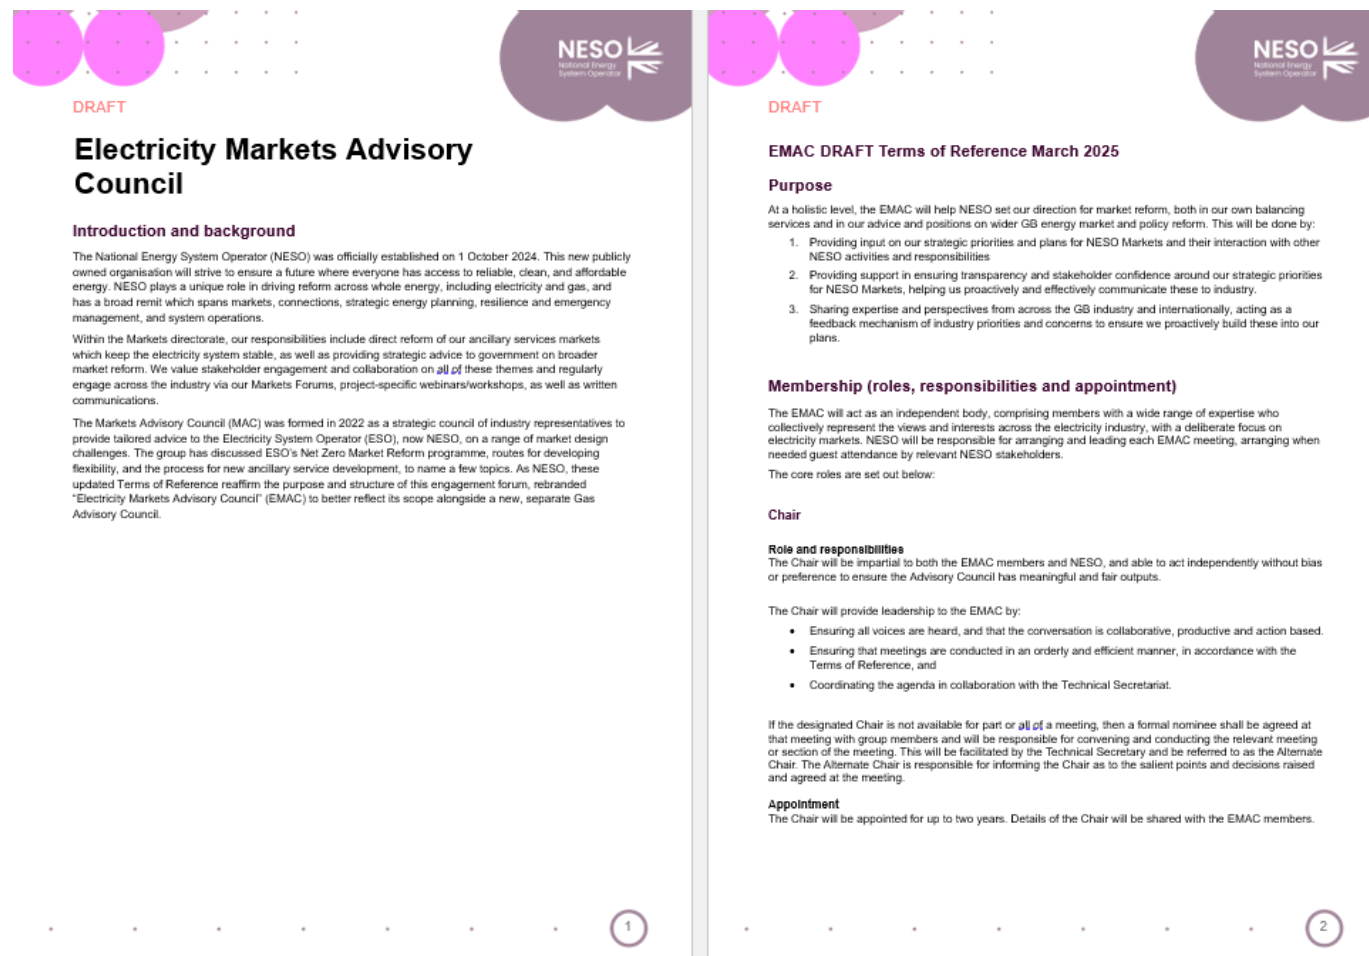 NESO
National Energy
System Operator
DRAFT
Electricity Markets Advisory
Council
Introduction and background
The National Energy System Operator (NESO) was officially established on 1 October 2024. This new publicly
owned organisation will strive to ensure a future where everyone has access to reliable, clean, and affordable
energy. NESO plays a unique role in driving reform across whole energy, including electricity and gas, and
has a broad remit which spans markets, connections, strategic energy planning, resilience and emergency
management, and system operations.
Within the Markets directorate, our responsibilities include direct reform of our ancillary services markets
which keep the electricity system stable, as well as providing strategic advice to government on broader
market reform. We value stakeholder engagement and collaboration on all of these themes and regularly
engage across the industry via our Markets Forums, project-specific webinars/workshops, as well as written
communications.
The Markets Advisory Council (MAC) was formed in 2022 as a strategic council of industry representatives to
provide tailored advice to the Electricity System Operator (ESO), now NESO, on a range of market design
challenges. The group has discussed ESO's Net Zero Market Reform programme, routes for developing
flexibility, and the process for new ancillary service development, to name a few topics. As NESO, these
updated Terms of Reference reaffirm the purpose and structure of this engagement forum, rebranded
“Electricity Markets Advisory Council” (EMAC) to better reflect its scope alongside a new, separate Gas
Advisory Council.
1
NESO
National Energy
System Operator
DRAFT
EMAC DRAFT Terms of Reference March 2025
Purpose
At a holistic level, the EMAC will help NESO set our direction for market reform, both in our own balancing
services and in our advice and positions on wider GB energy market and policy reform. This will be done by:
1. Providing input on our strategic priorities and plans for NESO Markets and their interaction with other
NESO activities and responsibilities
2. Providing support in ensuring transparency and stakeholder confidence around our strategic priorities
for NESO Markets, helping us proactively and effectively communicate these to industry.
3. Sharing expertise and perspectives from across the GB industry and internationally, acting as a
feedback mechanism of industry priorities and concerns to ensure we proactively build these into our
plans.
Membership (roles, responsibilities and appointment)
The EMAC will act as an independent body, comprising members with a wide range of expertise who
collectively represent the views and interests across the electricity industry, with a deliberate focus on
electricity markets. NESO will be responsible for arranging and leading each EMAC meeting, arranging when
needed guest attendance by relevant NESO stakeholders.
The core roles are set out below:
Chair
Role and responsibilities
The Chair will be impartial to both the EMAC members and NESO, and able to act independently without bias
or preference to ensure the Advisory Council has meaningful and fair outputs.
The Chair will provide leadership to the EMAC by:
• Ensuring all voices are heard, and that the conversation is collaborative, productive and action based.
• Ensuring that meetings are conducted in an orderly and efficient manner, in accordance with the
Terms of Reference, and
• Coordinating the agenda in collaboration with the Technical Secretariat.
If the designated Chair is not available for part or all of a meeting, then a formal nominee shall be agreed at
that meeting with group members and will be responsible for convening and conducting the relevant meeting
or section of the meeting. This will be facilitated by the Technical Secretary and be referred to as the Alternate
Chair. The Alternate Chair is responsible for informing the Chair as to the salient points and decisions raised
and agreed at the meeting.
Appointment
The Chair will be appointed for up to two years. Details of the Chair will be shared with the EMAC members.
2